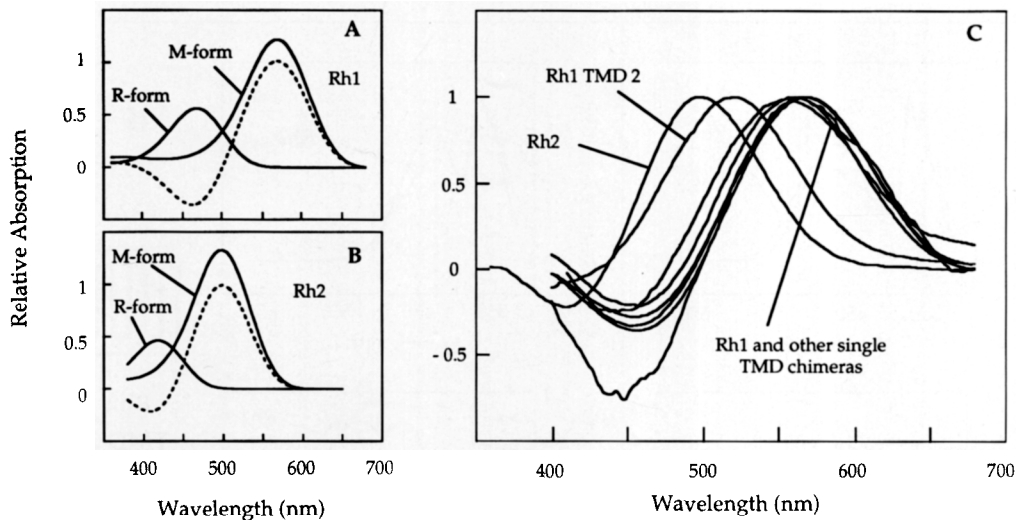 Relative Absorption
A
M-form
Rh1
R-form
1
0.5
0
B
M-form
Rh2
R-form
1
0.5
0
400
500
600
700
Wavelength (nm)
C
Rh1 TMD 2
Rh2
1
0.5
0
- 0.5
Rh1 and other single
TMD chimeras
400
500
600
700
Wavelength (nm)